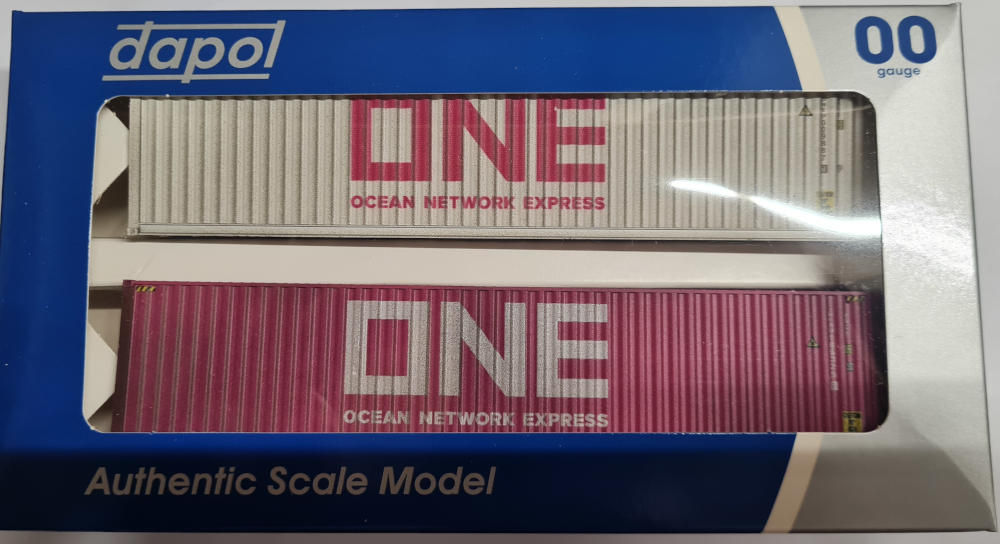 dapol
00
gauge
ONE
OCEAN NETWORK EXPRESS
ONE
OCEAN NETWORK EXPRESS
Authentic Scale Model